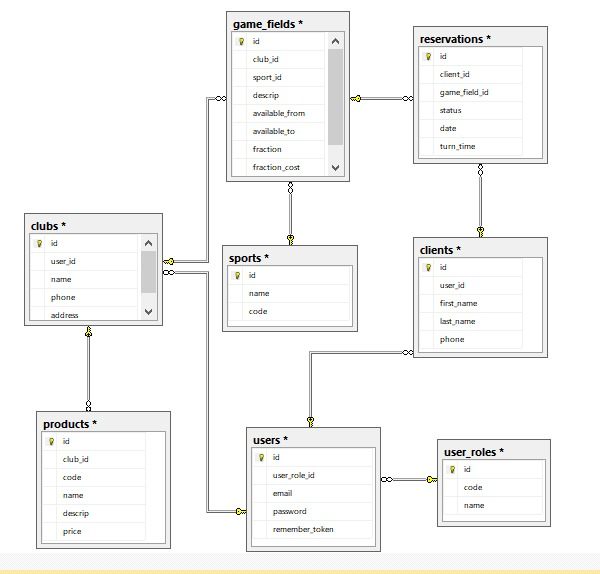 game_fields *
id
club_id
sport_id
descrip
available_from
available_to
fraction
fraction_cost
reservations *
id
client_id
game_field_id
status
date
turn_time
clubs *
id
user_id
name
phone
address
sports *
id
name
code
clients *
id
user_id
first_name
last_name
phone
products *
id
club_id
code
name
descrip
price
users *
id
user_role_id
email
password
remember_token
user_roles *
id
code
name